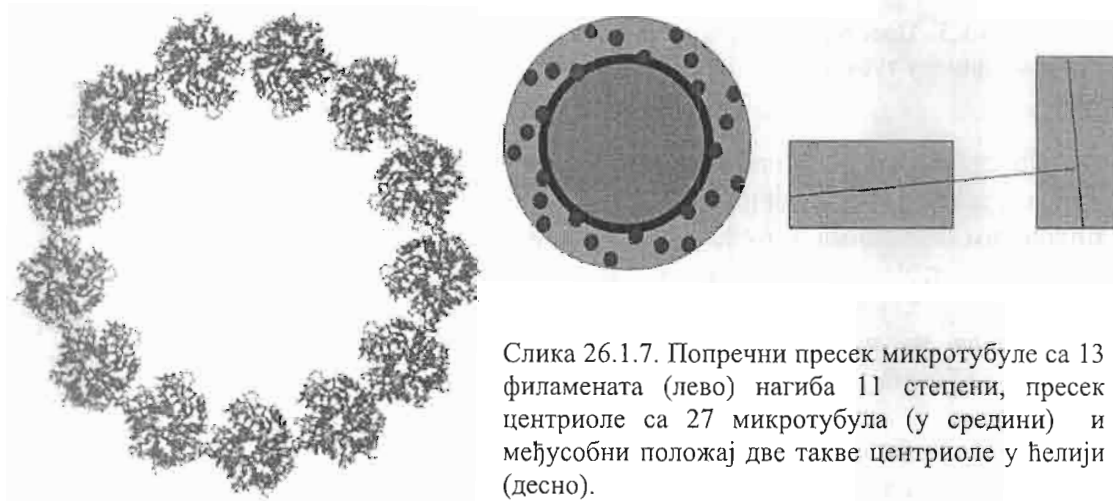 Слика 26.1.7. Попречни пресек микротубуле са 13
филамената (лево) нагиба 11 степени, пресек
центриоле са 27 микротубула (у средини) и
међусобни положај две такве центриоле у ћелији
(десно).